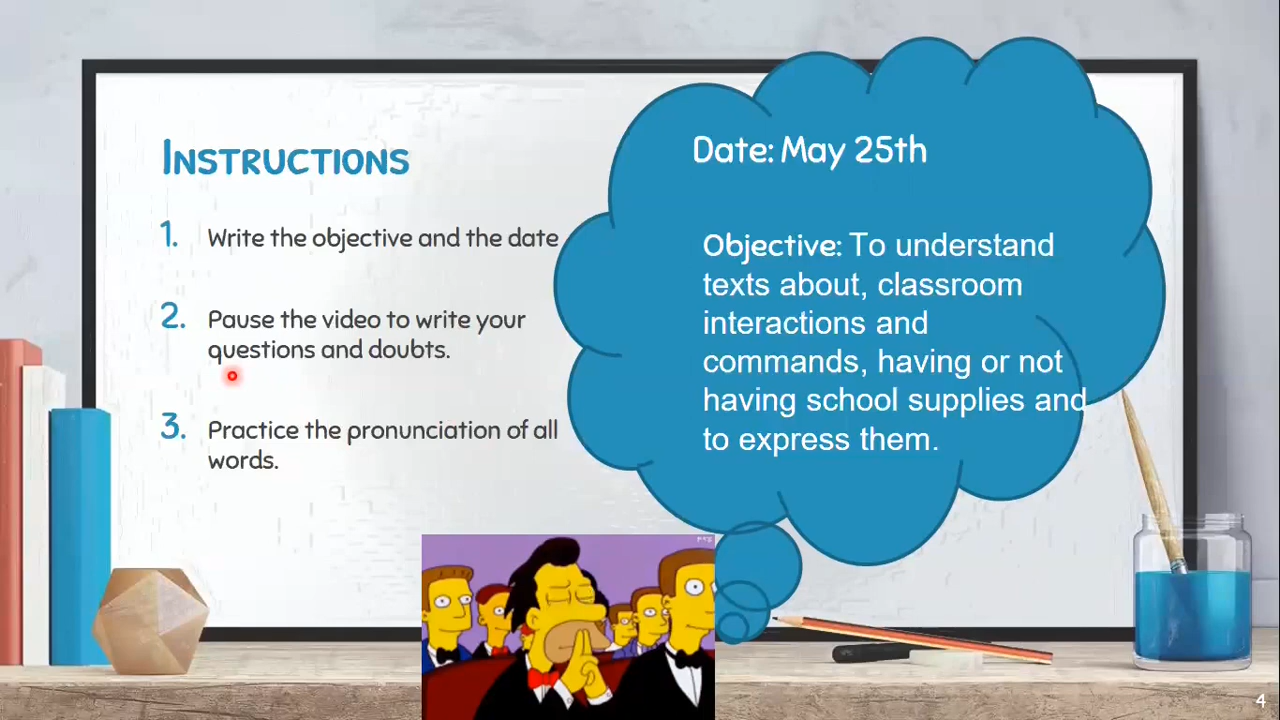 Instructions
1. Write the objective and the date
2. Pause the video to write your
questions and doubts.
3. Practice the pronunciation of all
words.
Date: May 25th
Objective: To understand
texts about, classroom
interactions and
commands, having or not
having school supplies and
to express them.
4